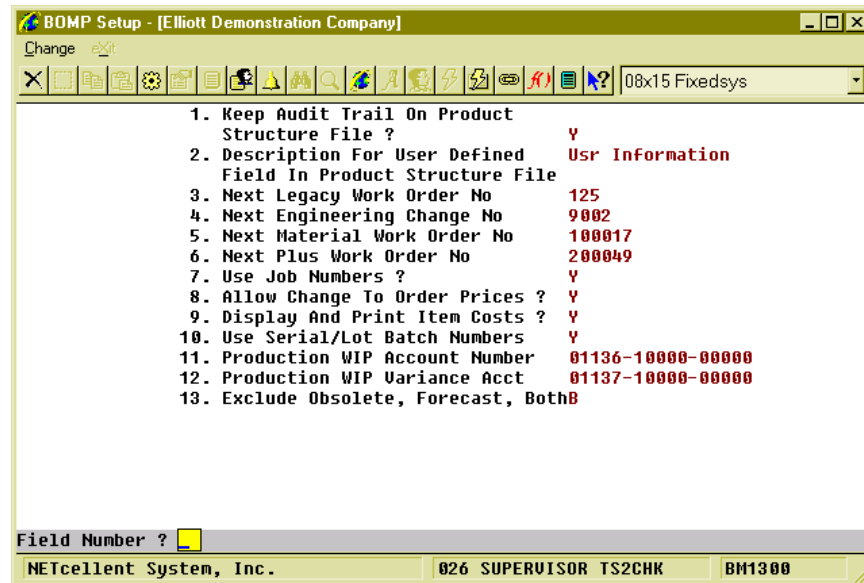 BOMP Setup - [Elliott Demonstration Company]
Change eXit
08x15 Fixedsys
1. Keep Audit Trail On Product
Structure File ? Y
2. Description For User Defined Usr Information
Field In Product Structure File
3. Next Legacy Work Order No 125
4. Next Engineering Change No 9002
5. Next Material Work Order No 100017
6. Next Plus Work Order No 200049
7. Use Job Numbers ? Y
8. Allow Change To Order Prices ? Y
9. Display And Print Item Costs ? Y
10. Use Serial/Lot Batch Numbers Y
11. Production WIP Account Number 01136-10000-00000
12. Production WIP Variance Acct 01137-10000-00000
13. Exclude Obsolete, Forecast, BothB
Field Number ?
NETcellent System, Inc. 026 SUPERVISOR TS2CHK BM1300